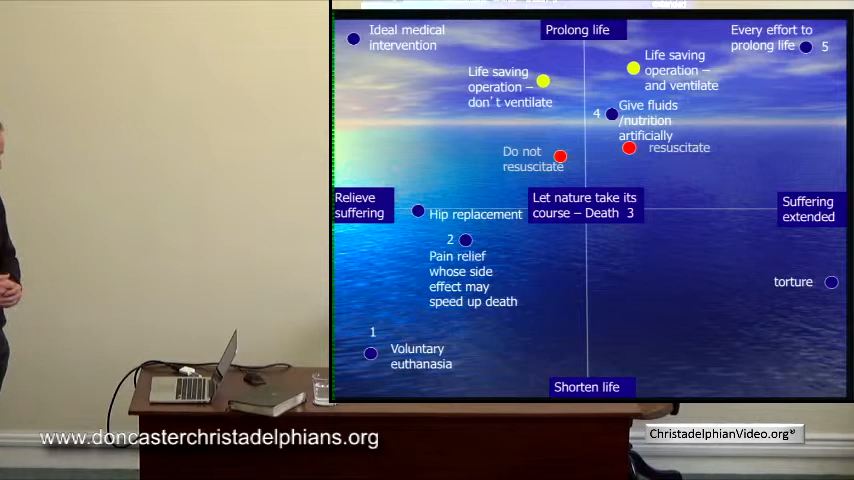 Prolong life
Ideal medical
intervention
Every effort to
prolong life
5
Life saving
operation –
don't ventilate
Life saving
operation –
and ventilate
4
Give fluids
/nutrition
artificially
Do not
resuscitate
resuscitate
Relieve
suffering
Hip replacement
Let nature take its
course – Death 3
Suffering
extended
2
Pain relief
whose side
effect may
speed up death
torture
1
Voluntary
euthanasia
Shorten life
www.doncasterchristadelphians.org
ChristadelphianVideo.org®